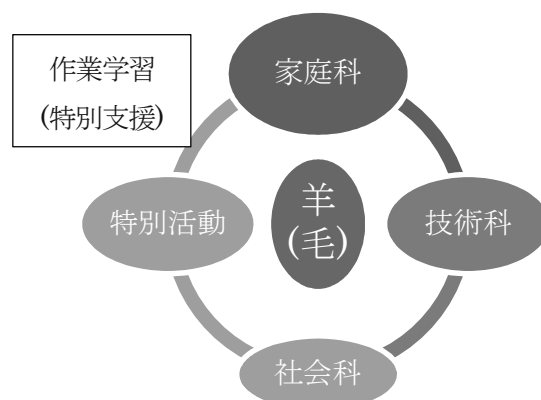 作業学習
(特別支援)
家庭科
特別活動
羊
(毛)
技術科
社会科